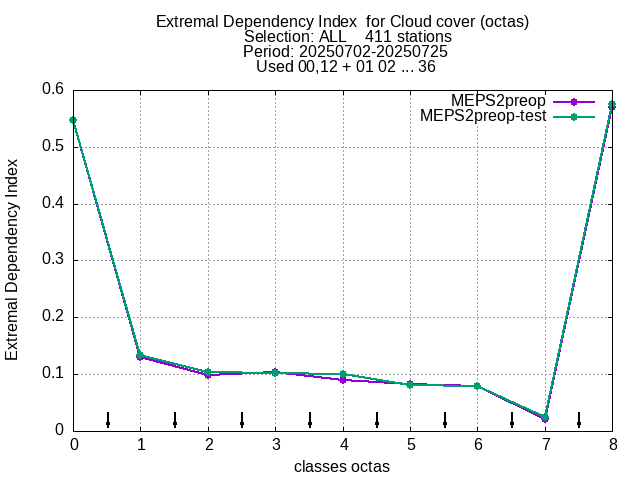 Extremal Dependency Index  for Cloud cover (octas)
Selection: ALL    411 stations
Period: 20250702-20250725
Used 00,12 + 01 02 ... 36
MEPS2preop
MEPS2preop-test
Extremal Dependency Index
0.6
0.5
0.4
0.3
0.2
0.1
0
0 1 2 3 4 5 6 7 8
classes octas